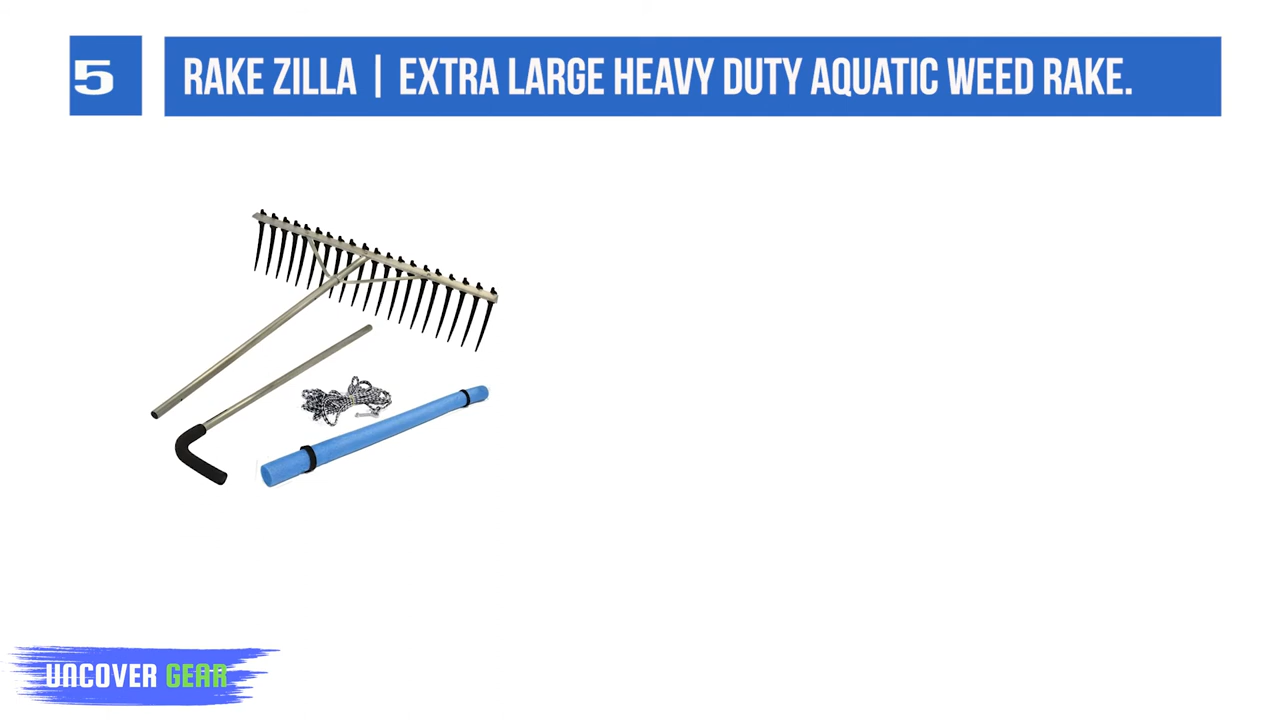 5
RAKE ZILLA | EXTRA LARGE HEAVY DUTY AQUATIC WEED RAKE.
UNCOVER GEAR